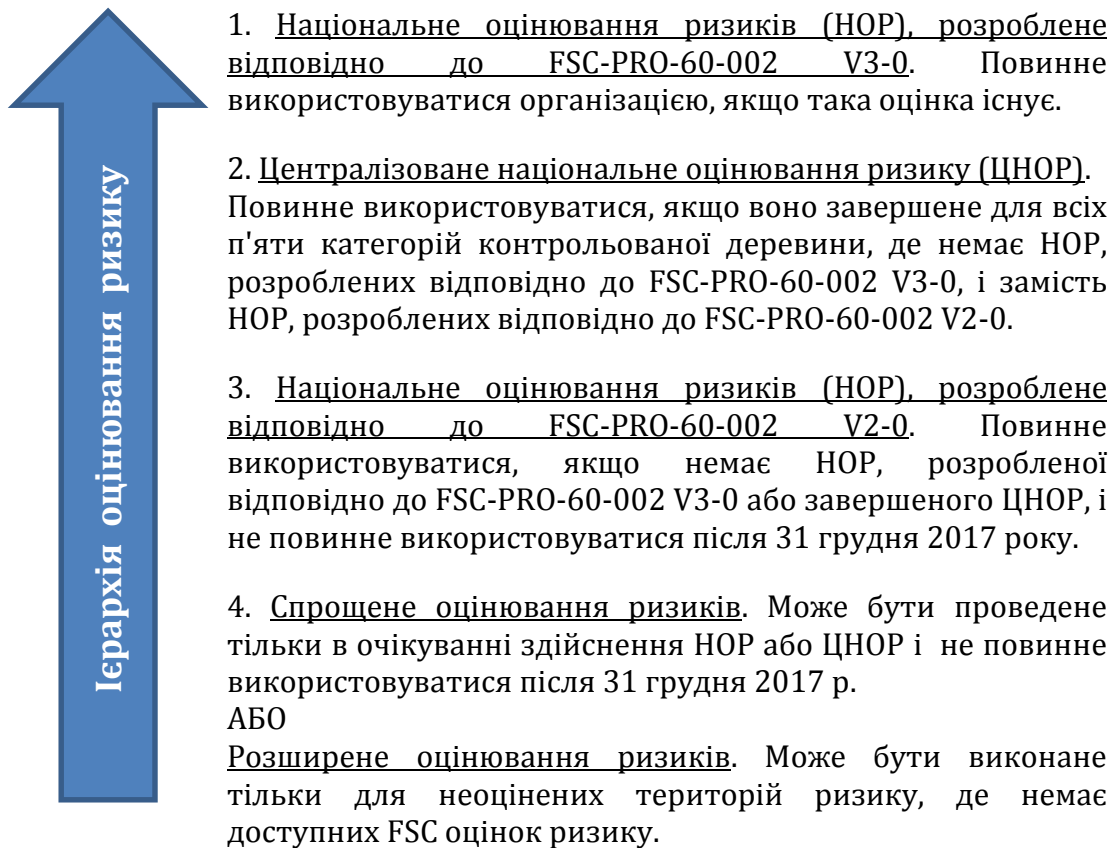 Ієрархія оцінювання ризику
1. Національне оцінювання ризиків (НОР), розроблене
відповідно до FSC-PRO-60-002 V3-0. Повинне
використовуватися організацією, якщо така оцінка існує.
2. Централізоване національне оцінювання ризику (ЦНОР).
Повинне використовуватися, якщо воно завершене для всіх
п'яти категорій контрольованої деревини, де немає НОР,
розроблених відповідно до FSC-PRO-60-002 V3-0, і замість
НОР, розроблених відповідно до FSC-PRO-60-002 V2-0.
3. Національне оцінювання ризиків (НОР), розроблене
відповідно до FSC-PRO-60-002 V2-0. Повинне
використовуватися, якщо немає НОР, розробленої
відповідно до FSC-PRO-60-002 V3-0 або завершеного ЦНОР, і
не повинне використовуватися після 31 грудня 2017 року.
4. Спрощене оцінювання ризиків. Може бути проведене
тільки в очікуванні здійснення НОР або ЦНОР і не повинне
використовуватися після 31 грудня 2017 р.
АБО
Розширене оцінювання ризиків. Може бути виконане
тільки для неоцінених територій ризику, де немає
доступних FSC оцінок ризику.